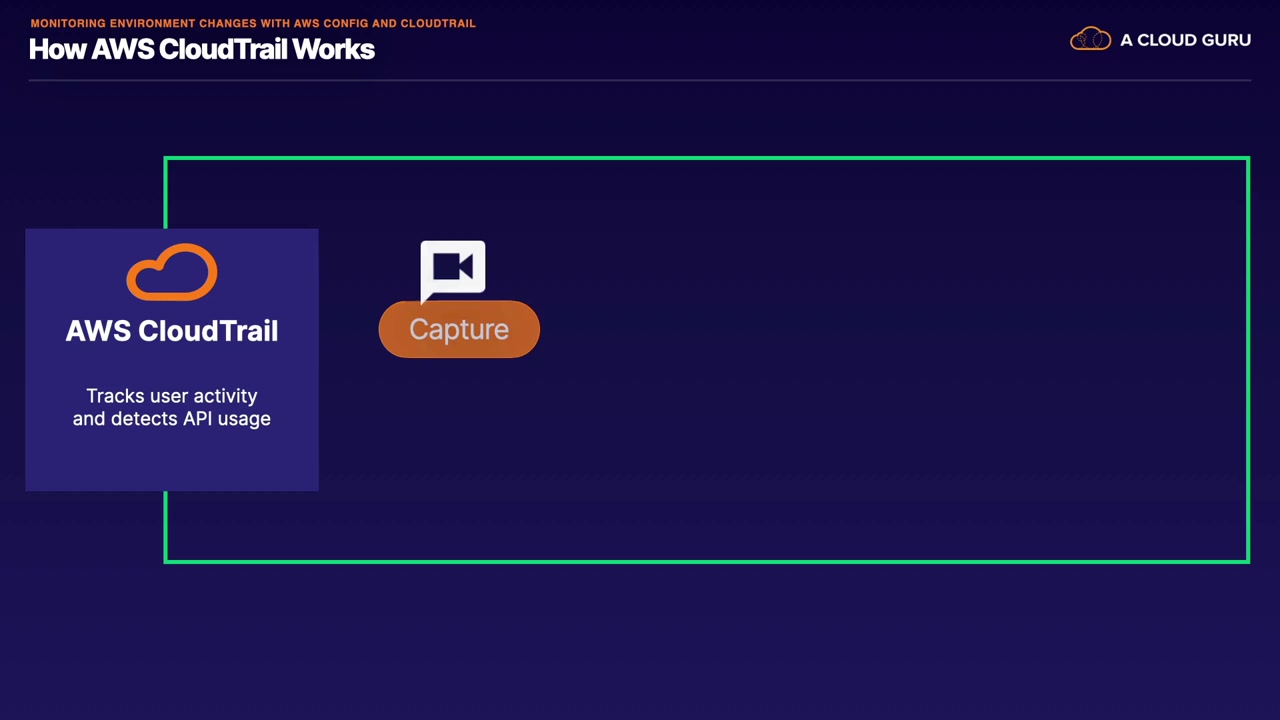 MONITORING ENVIRONMENT CHANGES WITH AWS CONFIG AND CLOUDTRAIL
How AWS CloudTrail Works
A CLOUD GURU
AWS CloudTrail
Tracks user activity
and detects API usage
Capture